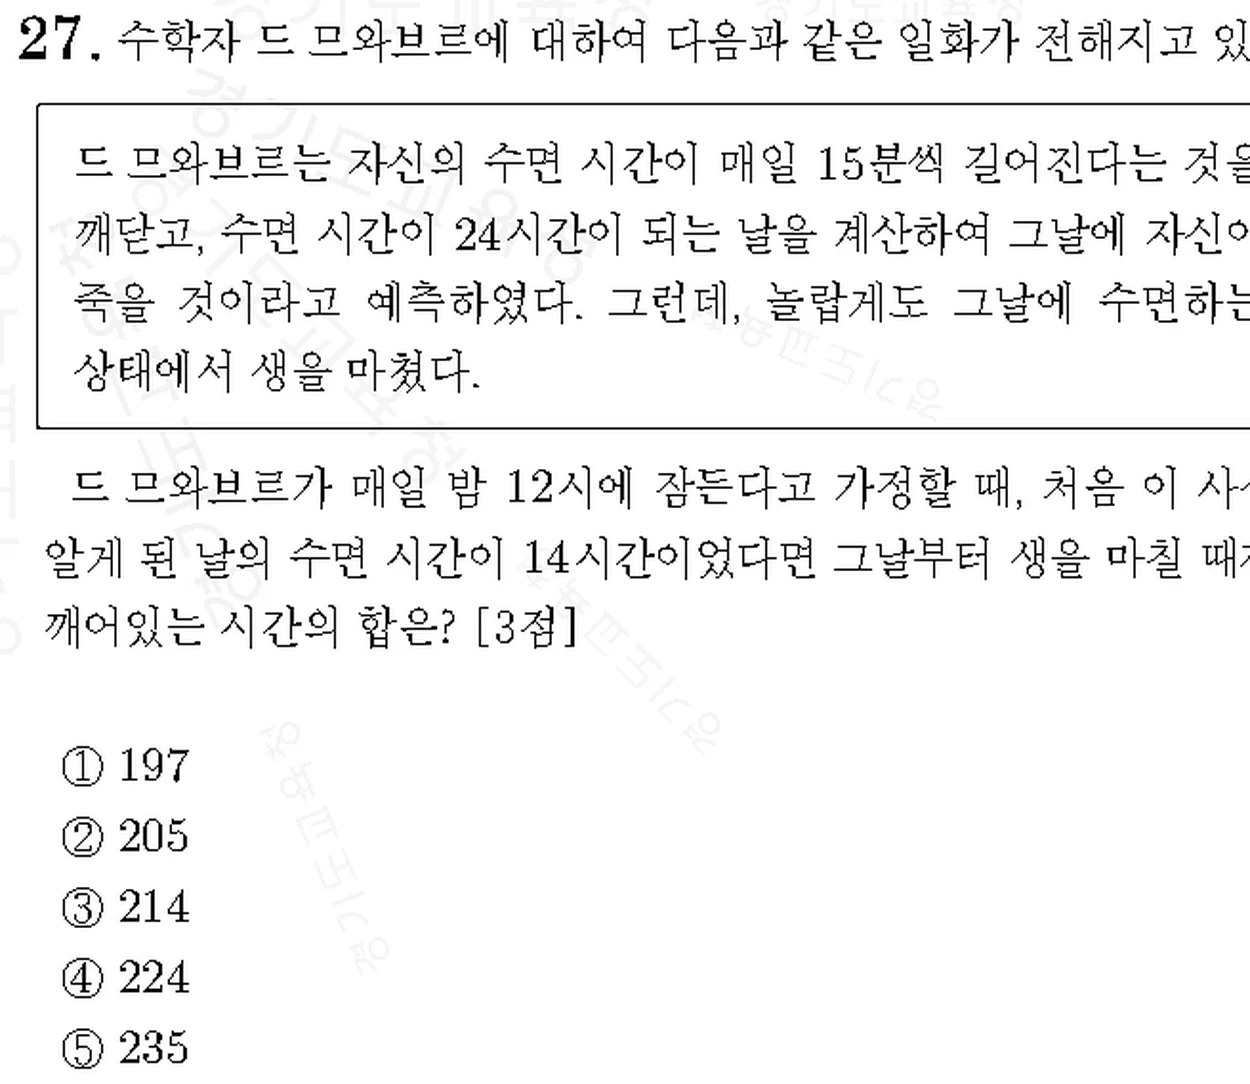 27. 수학자 드 므와브르에 대하여 다음과 같은 일화가 전해지고 있
드 므와브르는 자신의 수면 시간이 매일 15분씩 길어진다는 것을
깨닫고, 수면 시간이 24시간이 되는 날을 계산하여 그날에 자신이
죽을 것이라고 예측하였다. 그런데, 놀랍게도 그날에 수면하는
상태에서 생을 마쳤다.
드 므와브르가 매일 밤 12시에 잠든다고 가정할 때, 처음 이 사
알게 된 날의 수면 시간이 14시간이었다면 그날부터 생을 마칠 때
깨어있는 시간의 합은? [3점]
① 197
② 205
③ 214
④ 224
⑤ 235